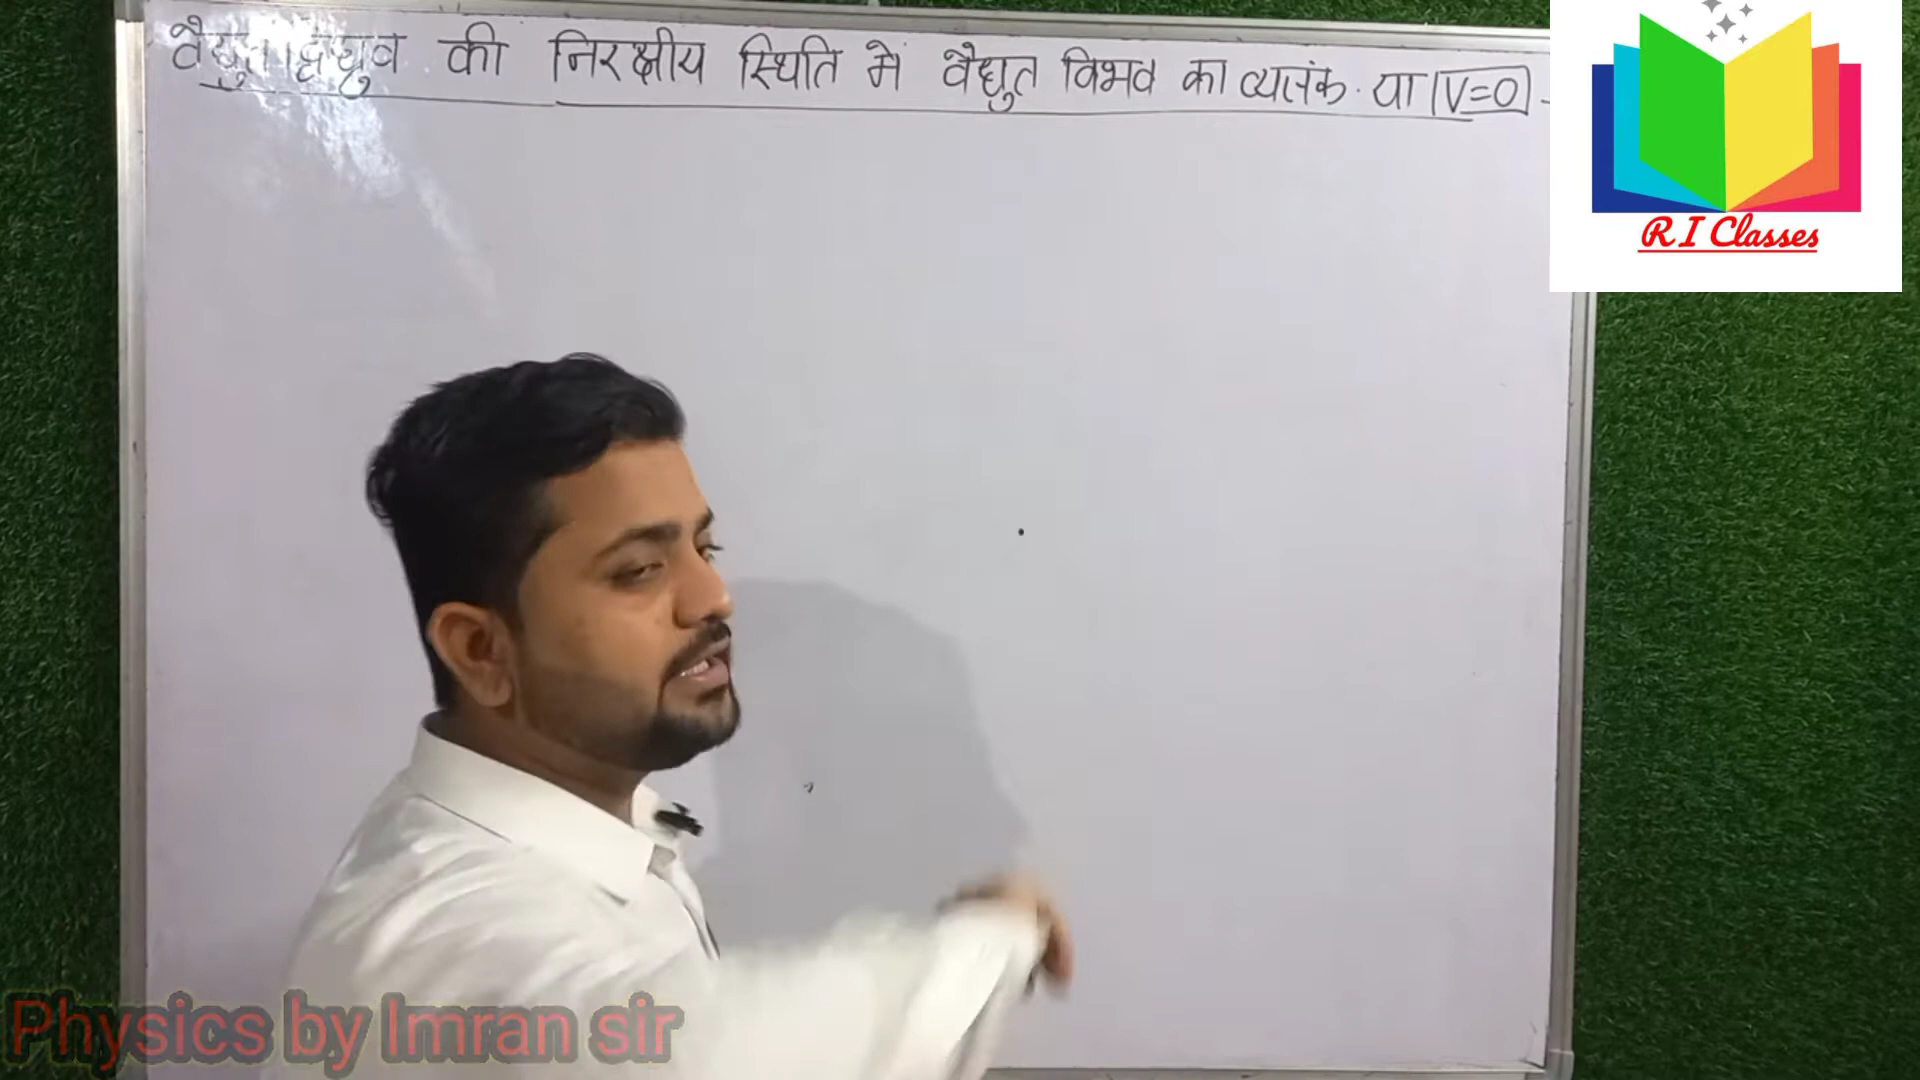 वैद्युत द्विध्रुव की निरक्षीय स्थिति में वैद्युत विभव का व्यंजक. या V=0 -
R I Classes
Physics by Imran sir